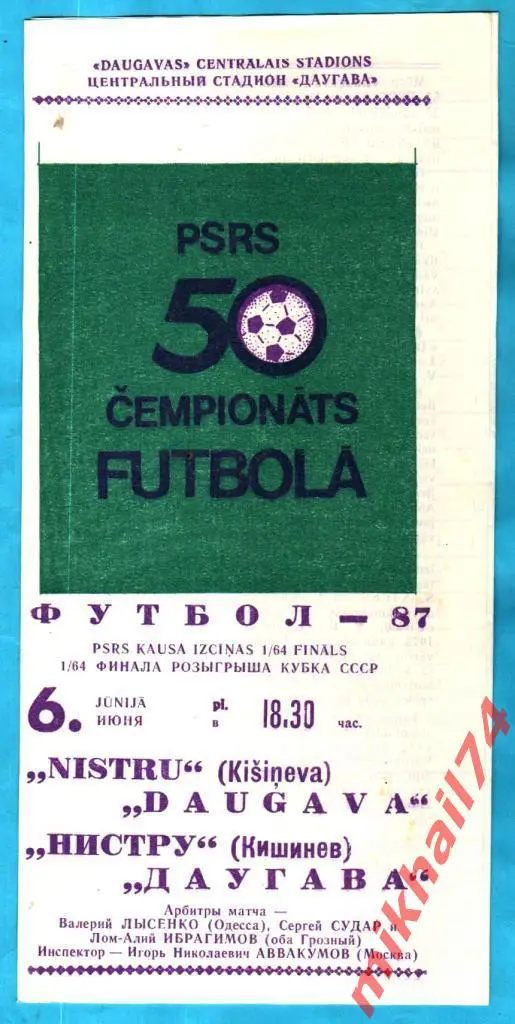 «DAUGAVAS» CENTRALAIS STADIONS
ЦЕНТРАЛЬНЫЙ СТАДИОН «ДАУГАВА»
PSRS
50
ČEMPIONĀTS
FUTBOLĀ
ФУТБОЛ — 87
PSRS KAUSA IZCIŅAS 1/64 FINĀLS
1/64 ФИНАЛА РОЗЫГРЫША КУБКА СССР
6. JŪNIJĀ pl. 18.30
ИЮНЯ в час.
„NISTRU“ (Kišiņeva)
„DAUGAVA“
„НИСТРУ“ (Кишинев)
„ДАУГАВА“
Арбитры матча —
Валерий ЛЫСЕНКО (Одесса), Сергей СУДАР и
Лом-Алий ИБРАГИМОВ (оба Грозный)
Инспектор — Игорь Николаевич АВВАКУМОВ (Москва)
mikhail74